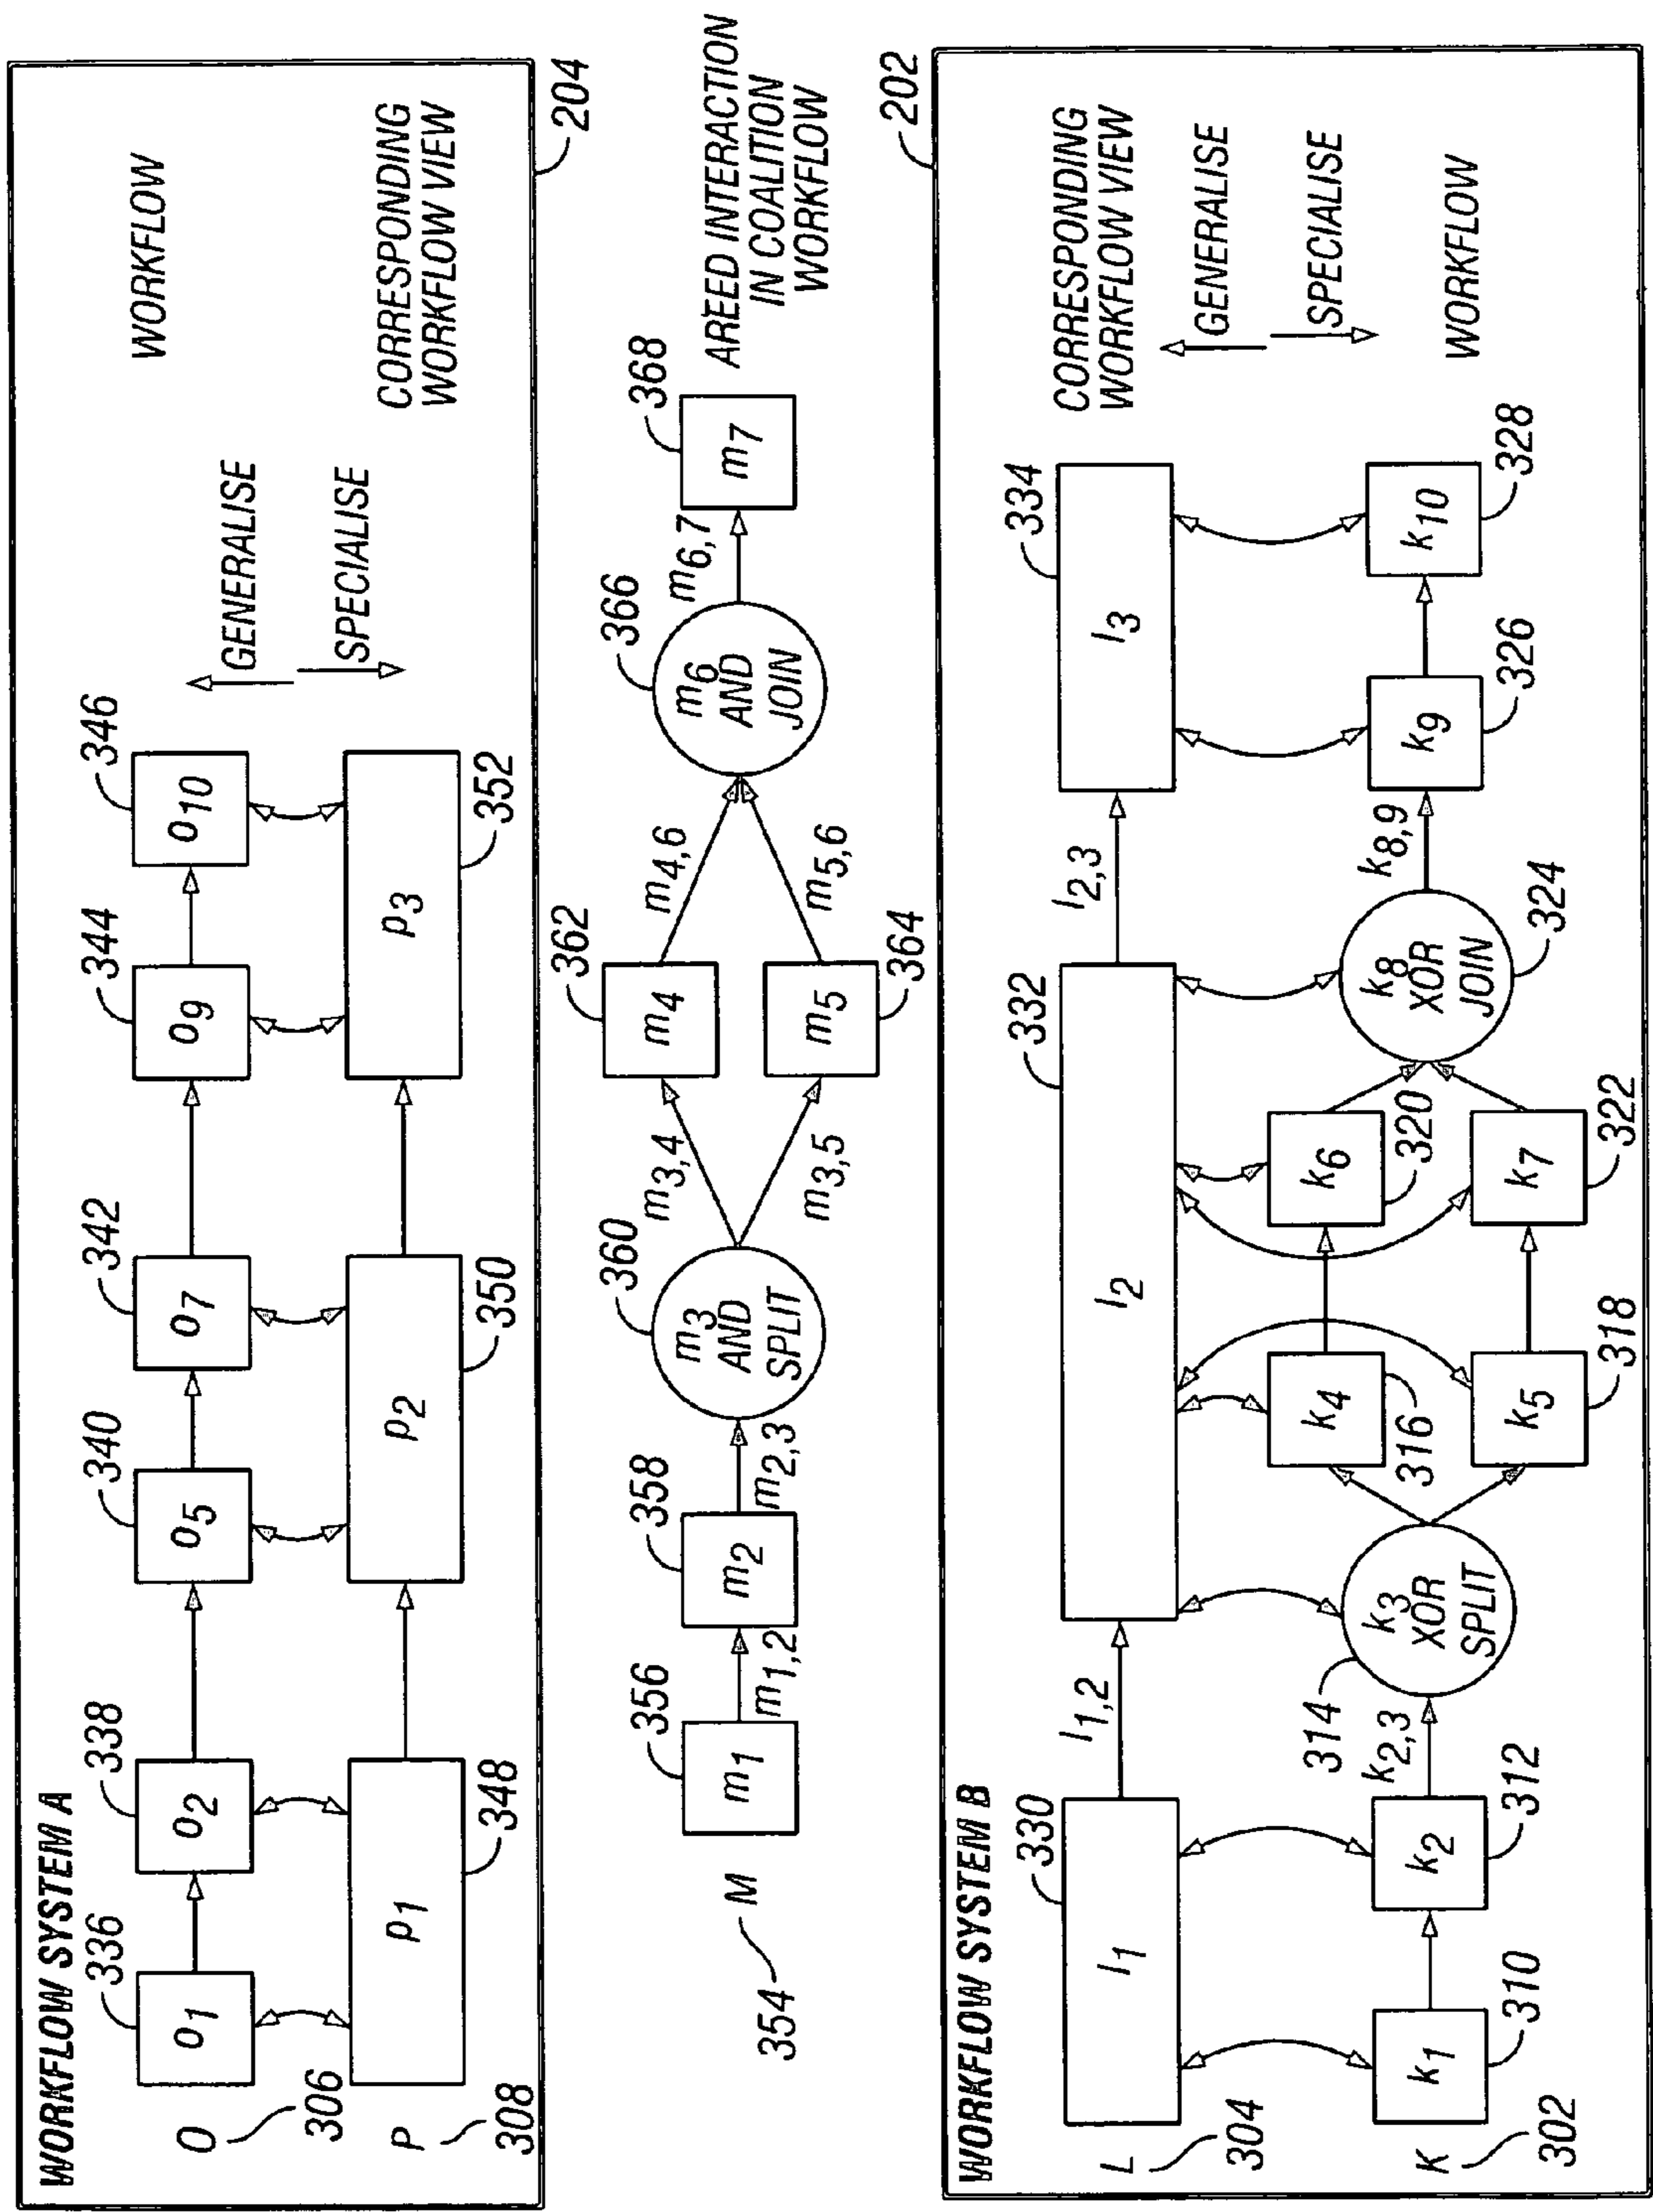 WORKFLOW SYSTEM A
336
338
340
342
344
346
O
306
o1
o2
o5
o7
o9
o10
WORKFLOW
GENERALISE
SPECIALISE
P
308
p1
p2
p3
348
350
352
CORRESPONDING
WORKFLOW VIEW
204
354
M
356
m1
m1,2
358
m2
m2,3
360
m3
AND
SPLIT
m3,4
m3,5
362
m4
364
m5
m4,6
m5,6
366
m6
AND
JOIN
m6,7
368
m7
AREED INTERACTION
IN COALITION
WORKFLOW
202
WORKFLOW SYSTEM B
330
332
334
L
304
l1
l1,2
l2
l2,3
l3
CORRESPONDING
WORKFLOW VIEW
GENERALISE
SPECIALISE
WORKFLOW
K
302
k1
310
k2
312
k2,3
314
k3
XOR
SPLIT
k4
316
k5
318
k6
320
k7
322
k8
XOR
JOIN
324
k8,9
k9
326
k10
328